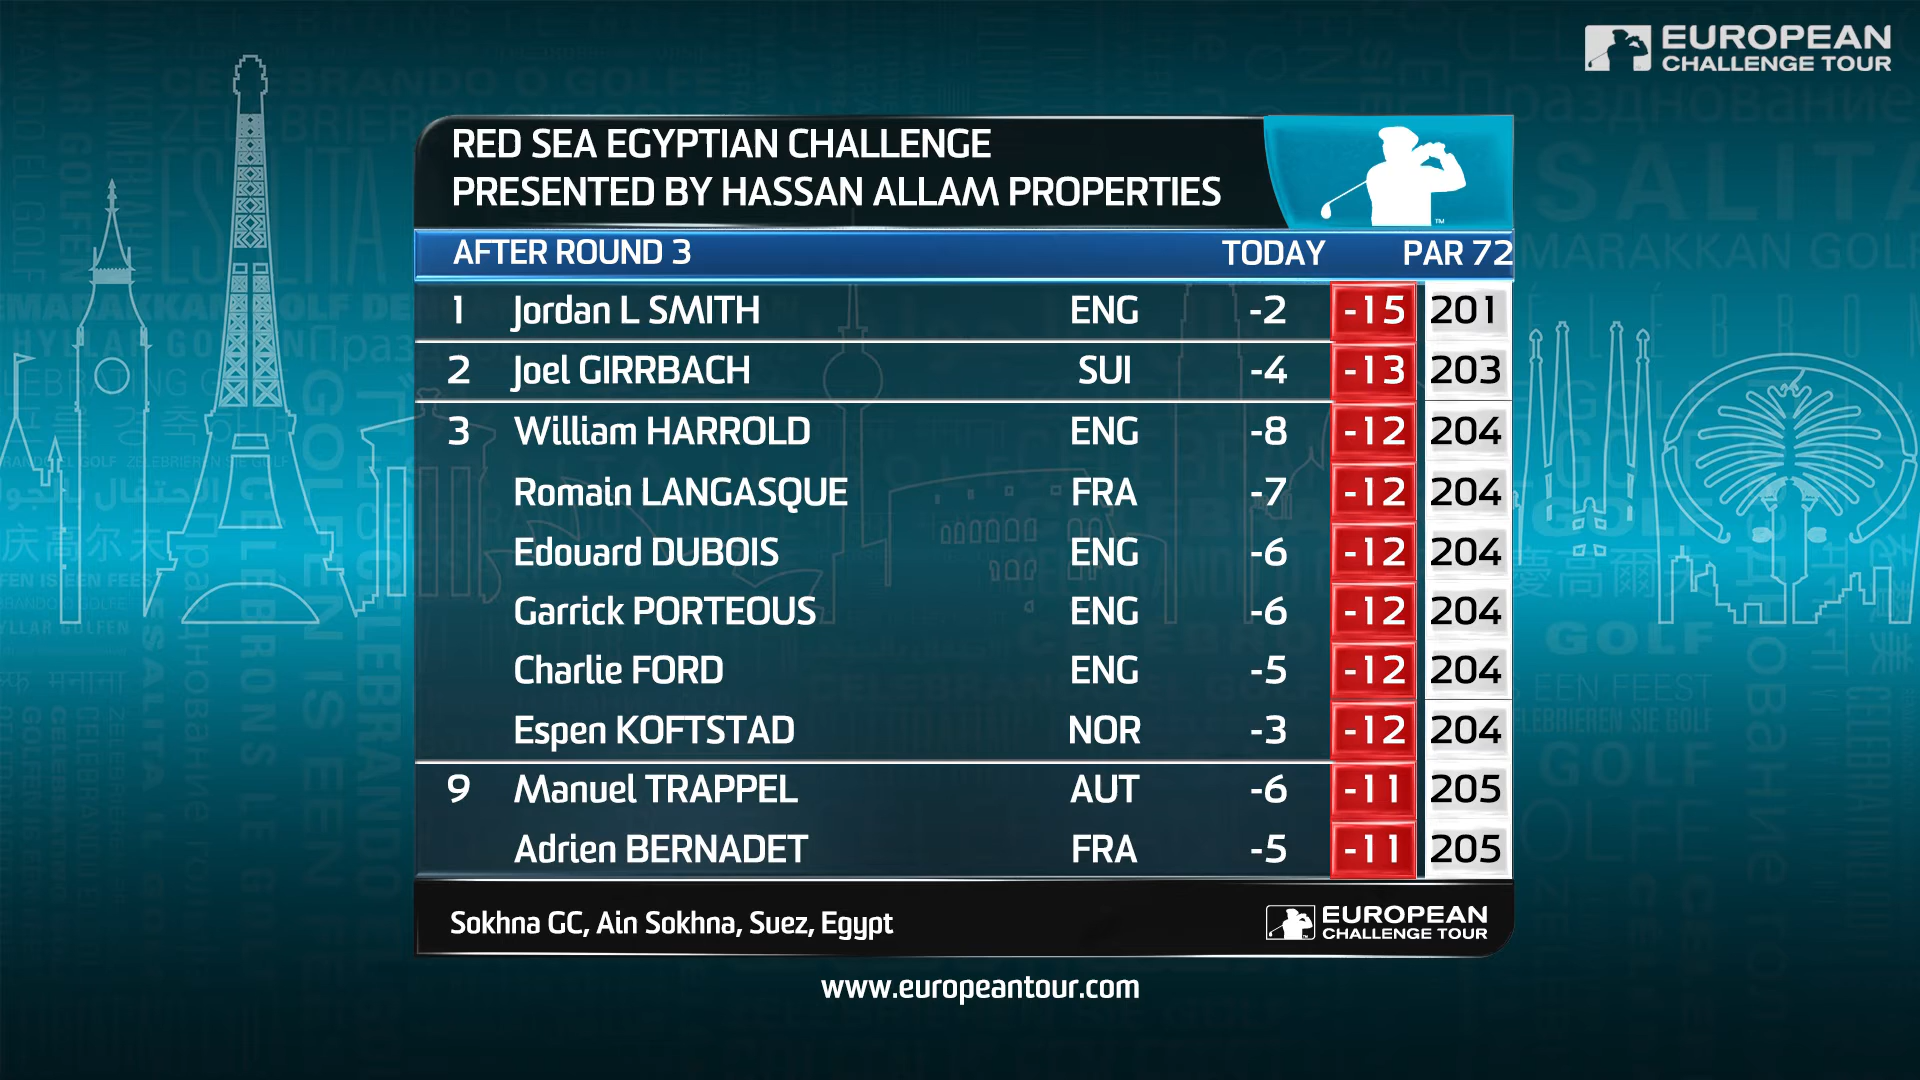 EUROPEAN
CHALLENGE TOUR
RED SEA EGYPTIAN CHALLENGE
PRESENTED BY HASSAN ALLAM PROPERTIES
AFTER ROUND 3 TODAY PAR 72
1 Jordan L SMITH ENG -2 -15 201
2 Joel GIRRBACH SUI -4 -13 203
3 William HARROLD ENG -8 -12 204
Romain LANGASQUE FRA -7 -12 204
Edouard DUBOIS ENG -6 -12 204
Garrick PORTEOUS ENG -6 -12 204
Charlie FORD ENG -5 -12 204
Espen KOFTSTAD NOR -3 -12 204
9 Manuel TRAPPEL AUT -6 -11 205
Adrien BERNADET FRA -5 -11 205
Sokhna GC, Ain Sokhna, Suez, Egypt
EUROPEAN
CHALLENGE TOUR
www.europeantour.com